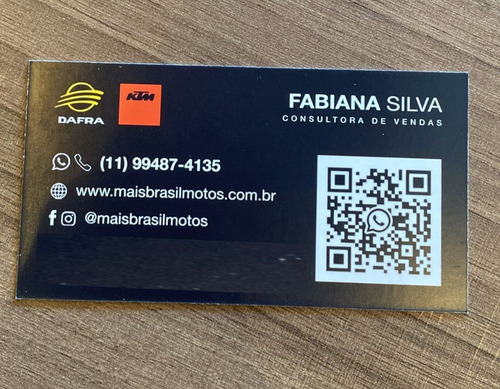 DAFRA
KTM
FABIANA SILVA
CONSULTORA DE VENDAS
(11) 99487-4135
www.maisbrasilmotos.com.br
@maisbrasilmotos